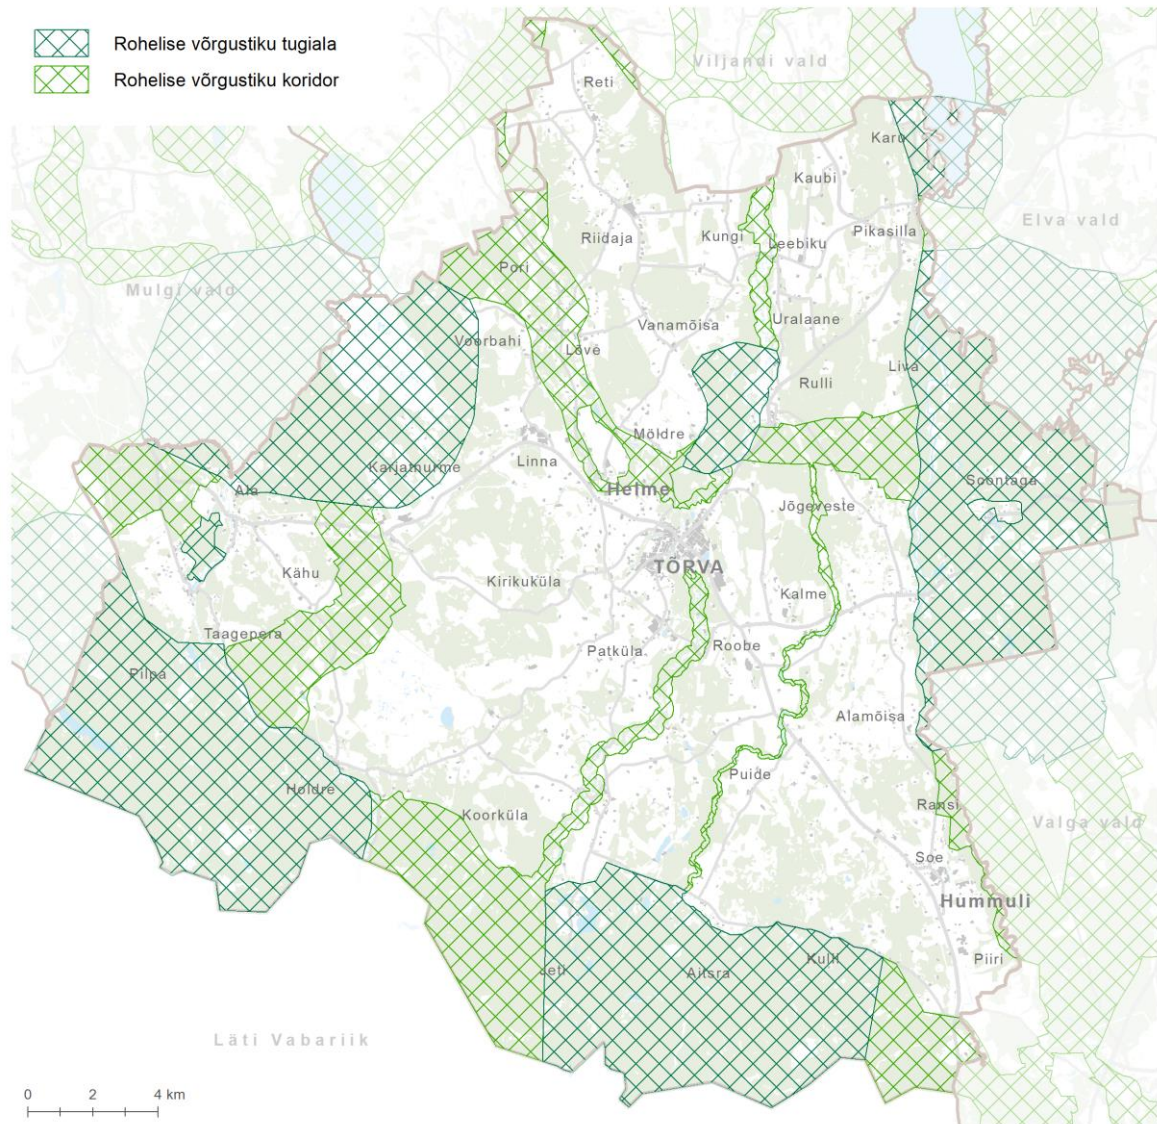 Rohelise võrgustiku tugiala
Rohelise võrgustiku koridor
Viljandi vald
Reti
Karu
Kaubi
Elva vald
Riidaja
Kungi
Leebiku
Pikasilla
Pori
Mulgi vald
Vanamõisa
Uralaane
Voorbahi
Lõve
Liva
Rulli
Möldre
Linna
Karjatnurme
Soontaga
Ala
Helme
Jõgeveste
TÕRVA
Kähu
Kirikuküla
Kalme
Taagepera
Patküla
Roobe
Pilpa
Alamõisa
Puide
Holdre
Koorküla
Ransi
Valga vald
Soe
Hummuli
Jeti
Aitsra
Kulli
Piiri
Läti Vabariik
0 2 4 km